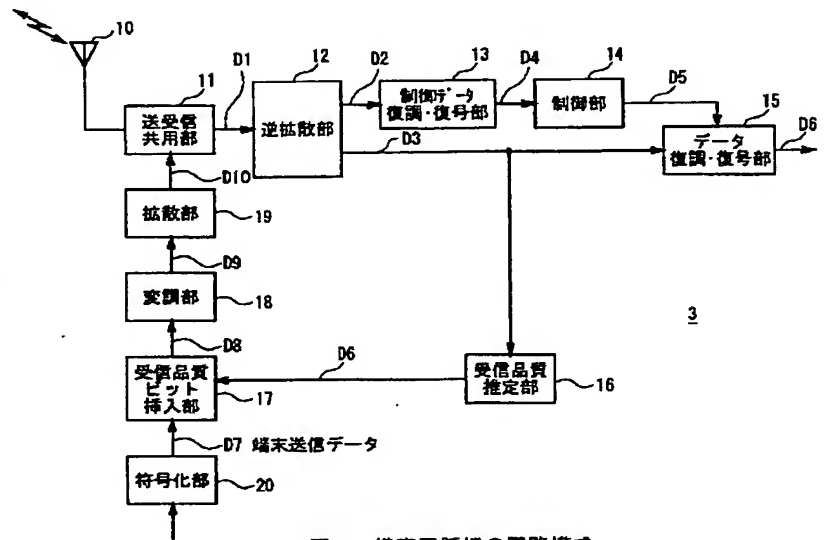 10
D1
12
D2
13
D4
14
D5
11
送受信
共用部
逆拡散部
制御データ
復調・復号部
制御部
15
データ
復調・復号部
D6
D3
D10
拡散部
19
D9
変調部
18
3
D8
D6
受信品質
ビット
挿入部
17
受信品質
推定部
16
D7 端末送信データ
符号化部
20